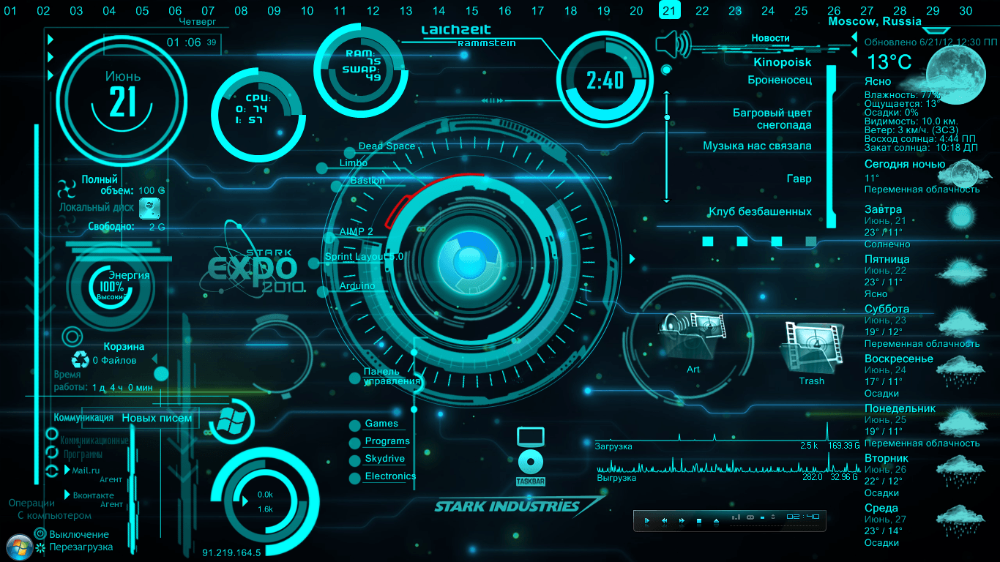 01 02 03 04 05 06 07 08 09 10 11 12 13 14 15 16 17 18 19 20 21 22 23 24 25 26 27 28 29 30
Четверг
01 :06 39
Июнь
21
CPU:
0: 74
1: 57
RAM:
75
SWAP:
49
Laichzeit
Rammstein
2:40
Новости
Kinopoisk
Броненосец
Багровый цвет
снегопада
Музыка нас связала
Гавр
Клуб безбашенных
Moscow, Russia
Обновлено 6/21/12 12:30 ПП
13°C
Ясно
Влажность: 77%
Ощущается: 13°
Осадки: 0%
Видимость: 10.0 км.
Ветер: 3 км/ч. (ЗСЗ)
Восход солнца: 4:44 ПП
Закат солнца: 10:18 ДП
Сегодня ночью
11°
Переменная облачность
Завтра
Июнь, 21
23° / 11°
Солнечно
Пятница
Июнь, 22
23° / 11°
Ясно
Суббота
Июнь, 23
19° / 12°
Переменная облачность
Воскресенье
Июнь, 24
17° / 11°
Осадки
Понедельник
Июнь, 25
19° / 11°
Переменная облачность
Вторник
Июнь, 26
22° / 12°
Осадки
Среда
Июнь, 27
23° / 14°
Осадки
Полный
объем: 100 G
Локальный диск
Свободно: 2 G
Энергия
100%
Высокий
Корзина
0 Файлов
Время
работы: 1 д 4 ч 0 мин
Коммуникация
Новых писем
Коммуникационные
Программы
Mail.ru
Агент
Вконтакте
Агент
Операции
С компьютером
Выключение
Перезагрузка
STARK
EXPO
2010
Dead Space
Limbo
Bastion
AIMP 2
Sprint Layout 5.0
Arduino
Панель
управления
Games
Programs
Skydrive
Electronics
0.0k
1.6k
91.219.164.5
TASKBAR
STARK INDUSTRIES
Art
Trash
Загрузка
2.5 k 169.39 G
Выгрузка
282.0 32.96 G
02:40